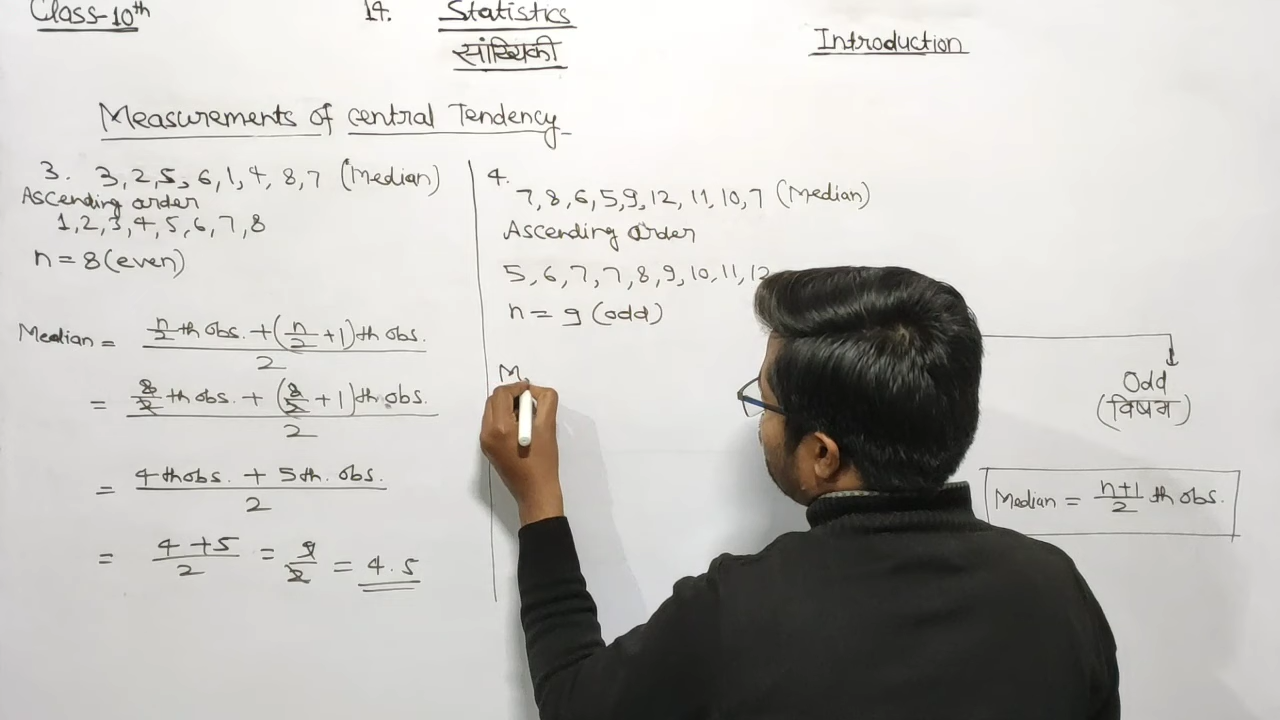 Class-10th
14. Statistics
सांख्यिकी
Introduction
Measurements of central Tendency
3. 3,2,5,6,1,4,8,7 (Median)
Ascending order
1,2,3,4,5,6,7,8
n = 8 (even)
Median = n/2 th obs. + (n/2 + 1)th obs. / 2
= 8/2 th obs. + (8/2 + 1)th obs. / 2
= 4th obs. + 5th. obs. / 2
= 4 + 5 / 2 = 9/2 = 4.5
4.
7,8,6,5,9,12,11,10,7 (Median)
Ascending order
5,6,7,7,8,9,10,11,12
n = 9 (odd)
Odd
(विषम)
Median = n+1/2 th obs.